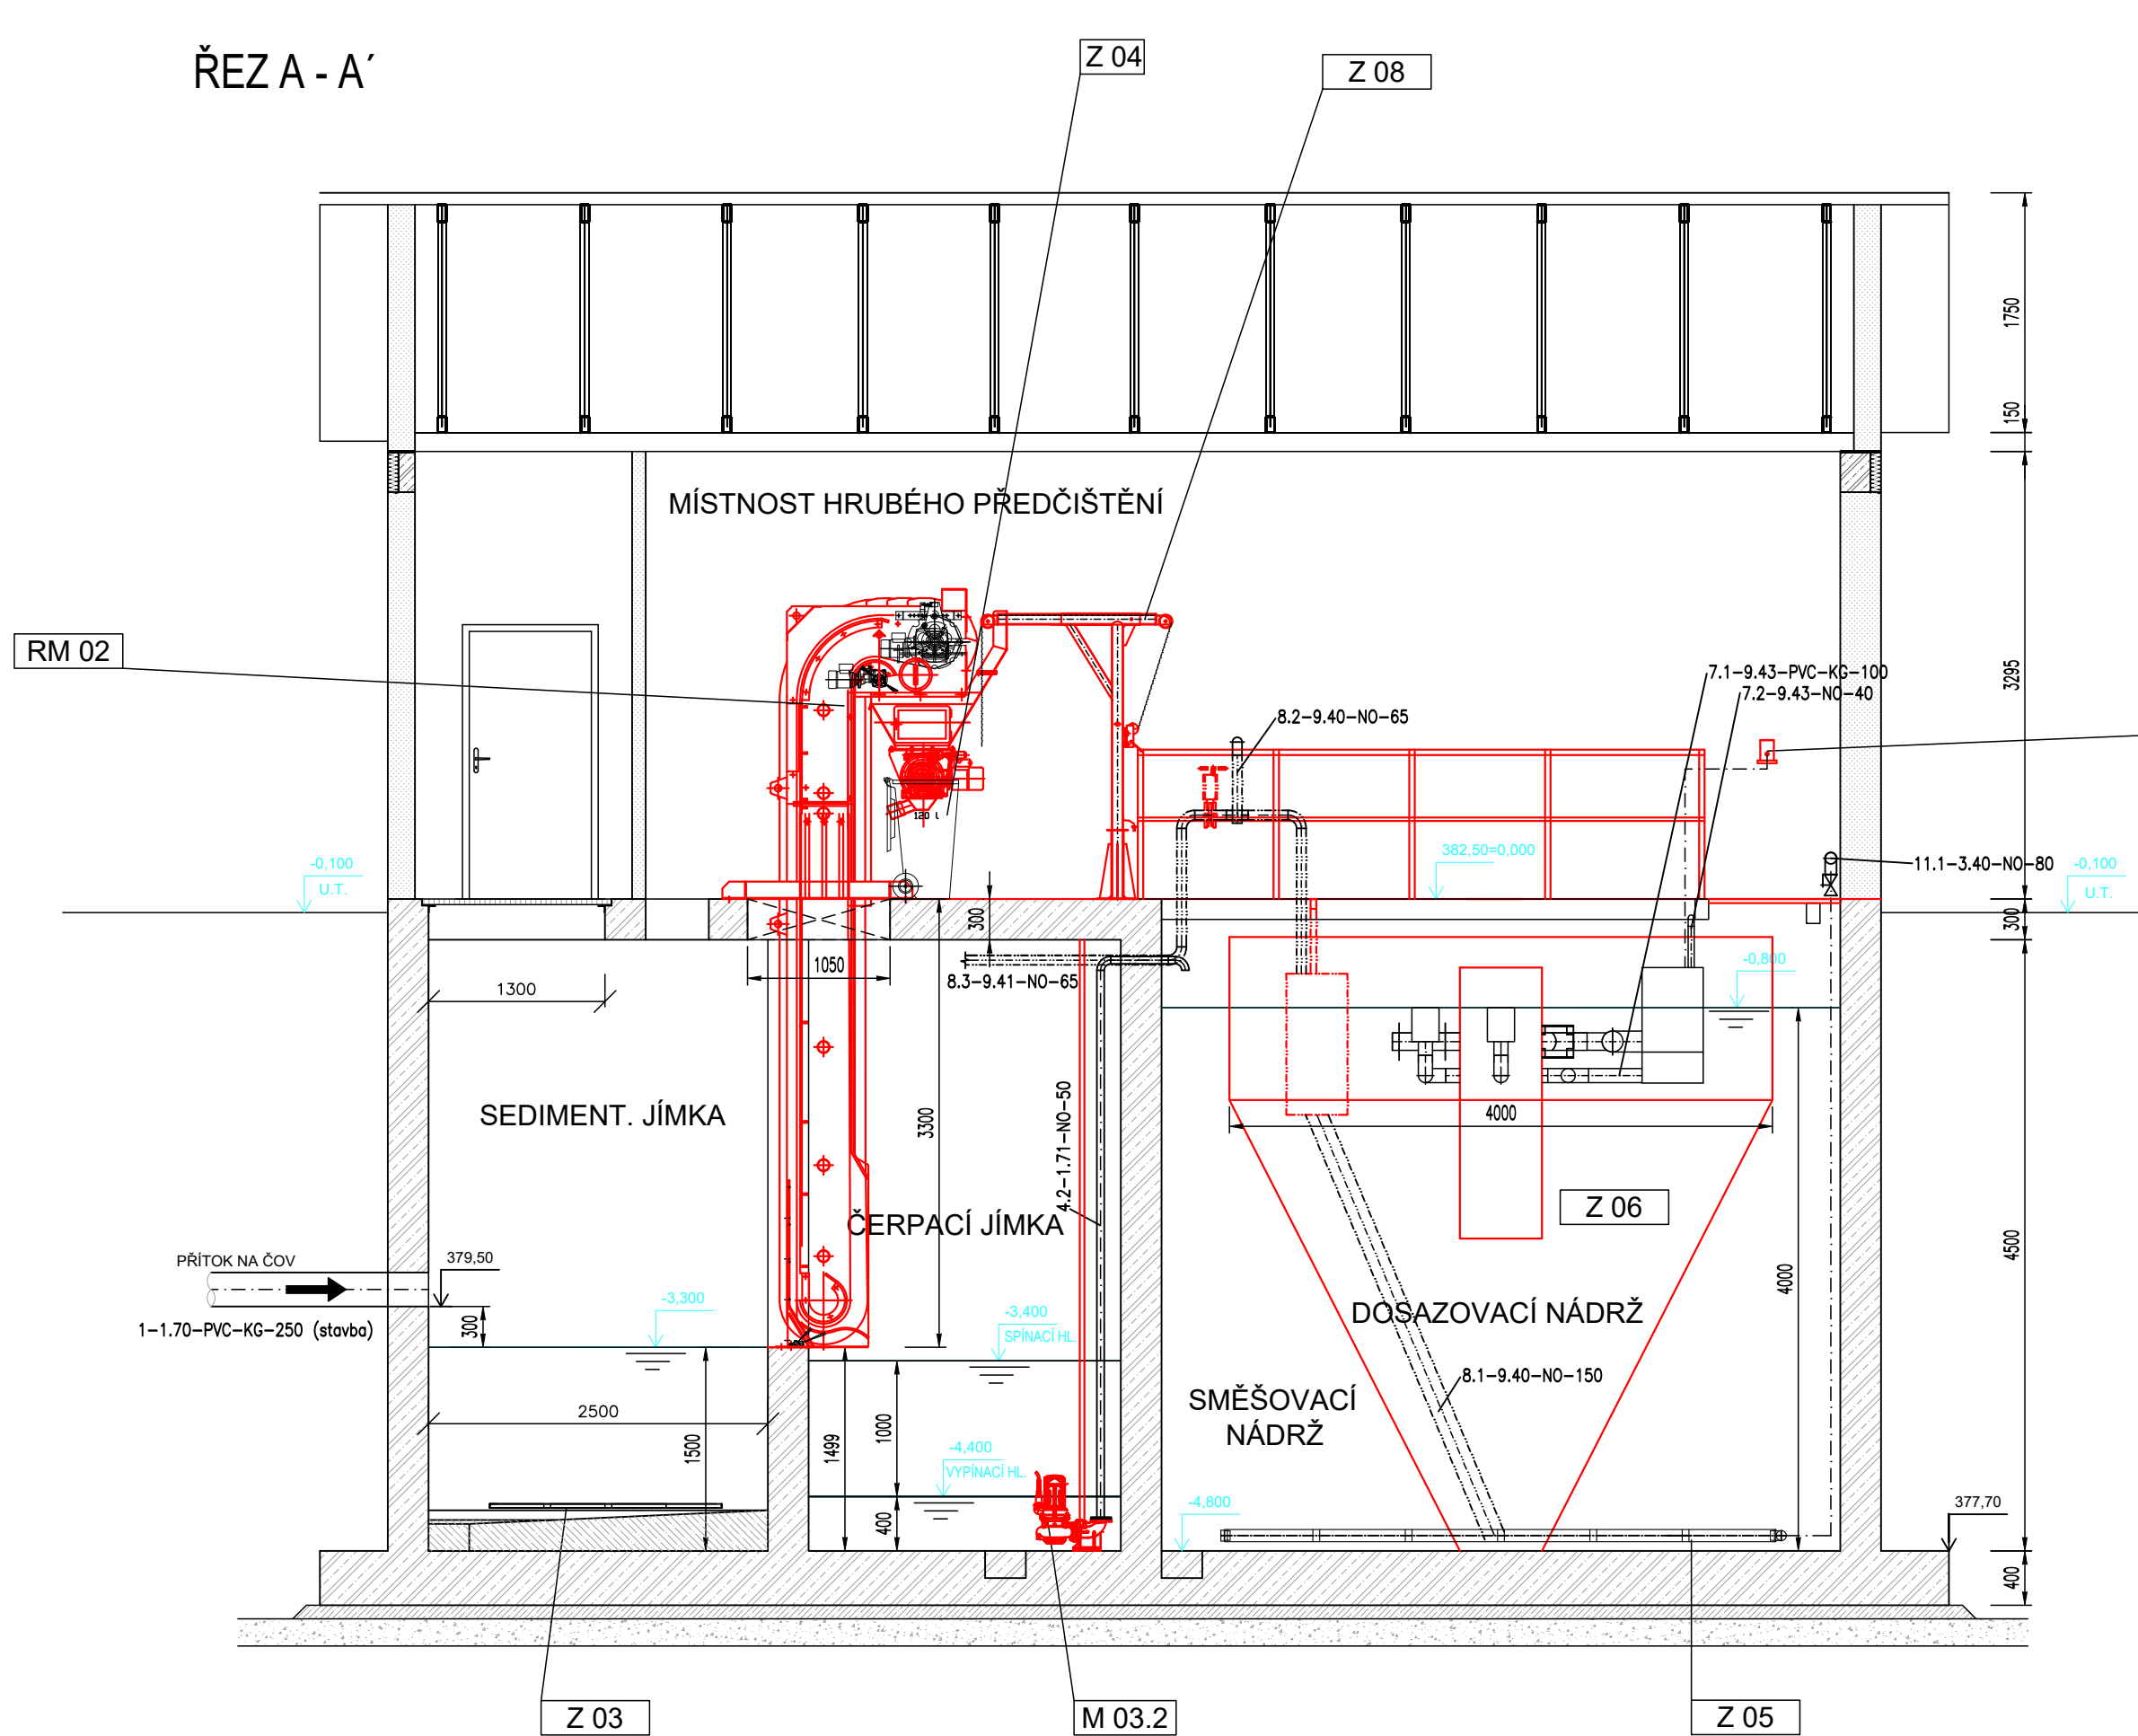 ŘEZ A - A´
Z 04
Z 08
1750
150
MÍSTNOST HRUBÉHO PŘEDČIŠTĚNÍ
RM 02
3295
7.1-9.43-PVC-KG-100
7.2-9.43-NO-40
8.2-9.40-NO-65
120 l
382,50=0,000
-0,100
U.T.
11.1-3.40-NO-80
-0,100
U.T.
300
300
1050
8.3-9.41-NO-65
1300
-0,800
4000
SEDIMENT. JÍMKA
3300
4.2-1.71-NO-50
ČERPACÍ JÍMKA
Z 06
4500
PŘÍTOK NA ČOV
379,50
4000
-3,300
300
1-1.70-PVC-KG-250 (stavba)
-3,400
SPÍNACÍ HL.
DOSAZOVACÍ NÁDRŽ
8.1-9.40-NO-150
SMĚŠOVACÍ
NÁDRŽ
2500
1500
1499
1000
-4,400
VYPÍNACÍ HL.
400
-4,800
377,70
400
Z 03
M 03.2
Z 05